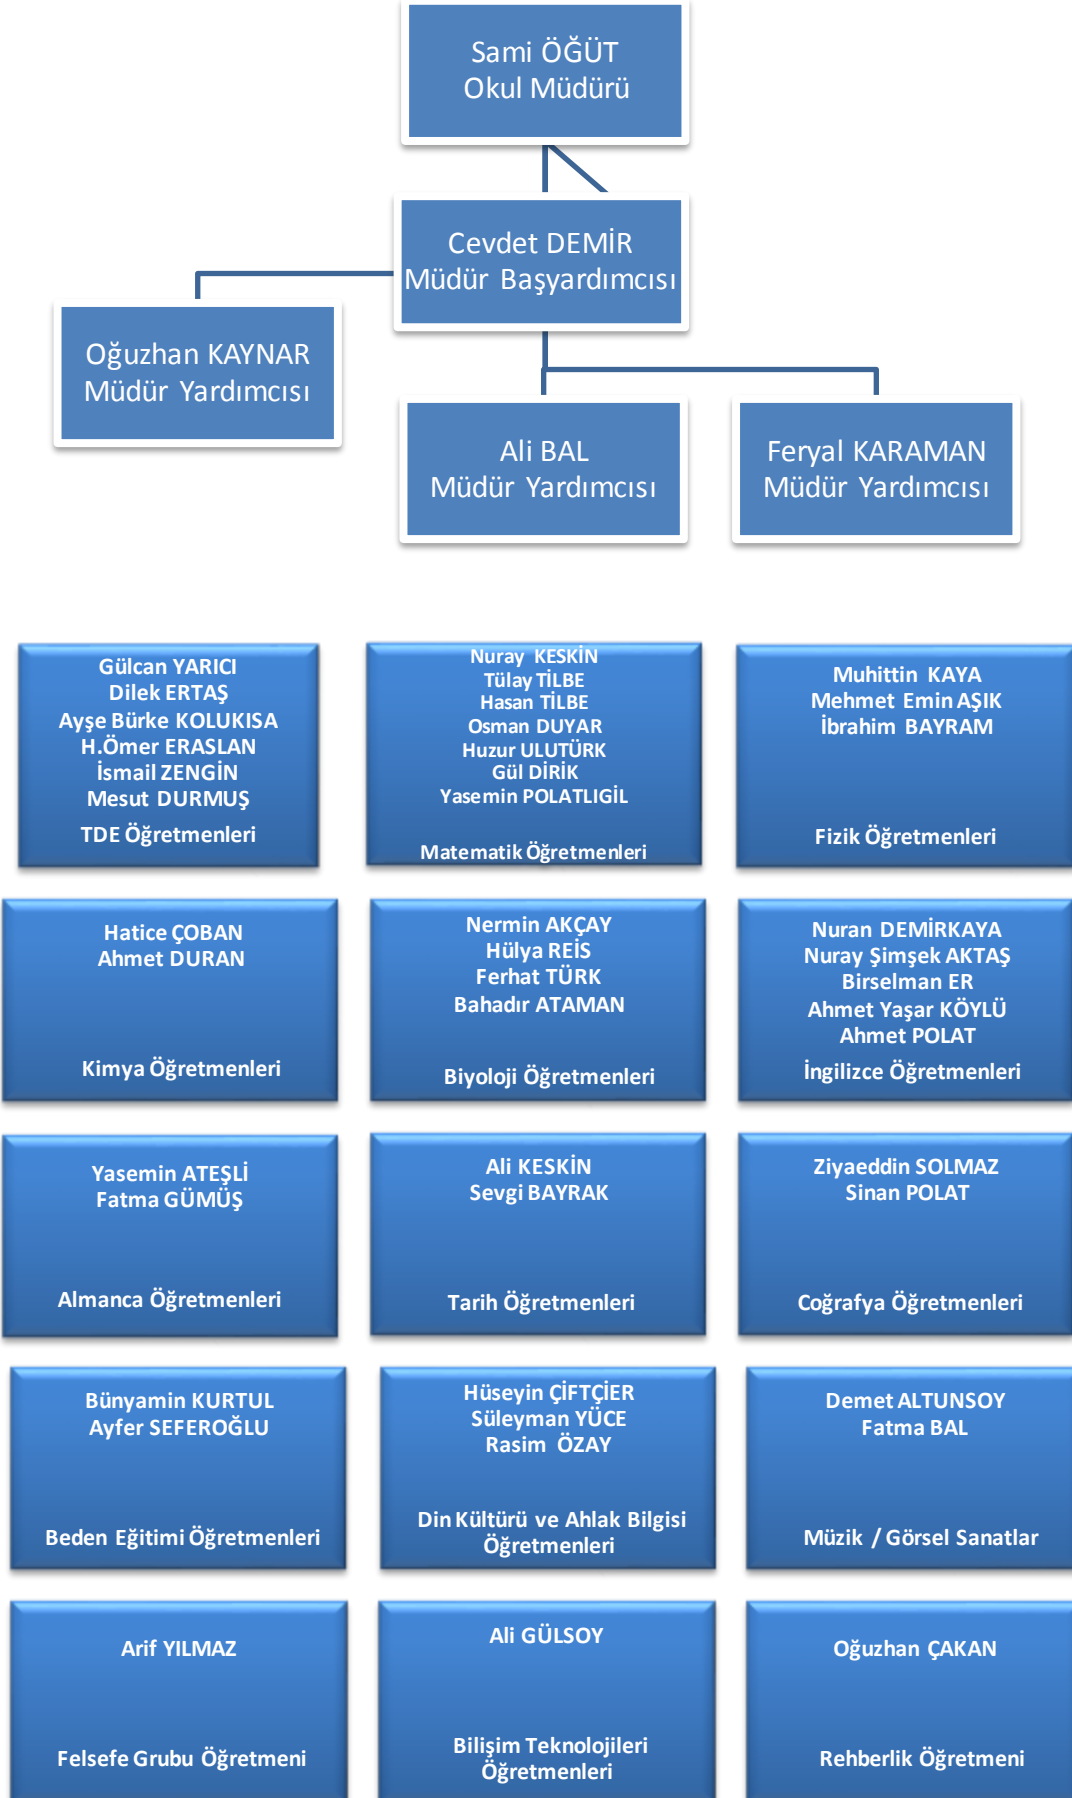 Sami ÖĞÜT
Okul Müdürü
Cevdet DEMİR
Müdür Başyardımcısı
Oğuzhan KAYNAR
Müdür Yardımcısı
Ali BAL
Müdür Yardımcısı
Feryal KARAMAN
Müdür Yardımcısı
Gülcan YARICI
Dilek ERTAŞ
Ayşe Bürke KOLUKISA
H.Ömer ERASLAN
İsmail ZENGİN
Mesut DURMUŞ
TDE Öğretmenleri
Nuray KESKİN
Tülay TİLBE
Hasan TİLBE
Osman DUYAR
Huzur ULUTÜRK
Gül DİRİK
Yasemin POLATLIGİL
Matematik Öğretmenleri
Muhittin KAYA
Mehmet Emin AŞIK
İbrahim BAYRAM
Fizik Öğretmenleri
Hatice ÇOBAN
Ahmet DURAN
Kimya Öğretmenleri
Nermin AKÇAY
Hülya REİS
Ferhat TÜRK
Bahadır ATAMAN
Biyoloji Öğretmenleri
Nuran DEMİRKAYA
Nuray Şimşek AKTAŞ
Birselman ER
Ahmet Yaşar KÖYLÜ
Ahmet POLAT
İngilizce Öğretmenleri
Yasemin ATEŞLİ
Fatma GÜMÜŞ
Almanca Öğretmenleri
Ali KESKİN
Sevgi BAYRAK
Tarih Öğretmenleri
Ziyaeddin SOLMAZ
Sinan POLAT
Coğrafya Öğretmenleri
Bünyamin KURTUL
Ayfer SEFEROĞLU
Beden Eğitimi Öğretmenleri
Hüseyin ÇİFTÇİER
Süleyman YÜCE
Rasim ÖZAY
Din Kültürü ve Ahlak Bilgisi
Öğretmenleri
Demet ALTUNSOY
Fatma BAL
Müzik / Görsel Sanatlar
Arif YILMAZ
Felsefe Grubu Öğretmeni
Ali GÜLSOY
Bilişim Teknolojileri
Öğretmenleri
Oğuzhan ÇAKAN
Rehberlik Öğretmeni